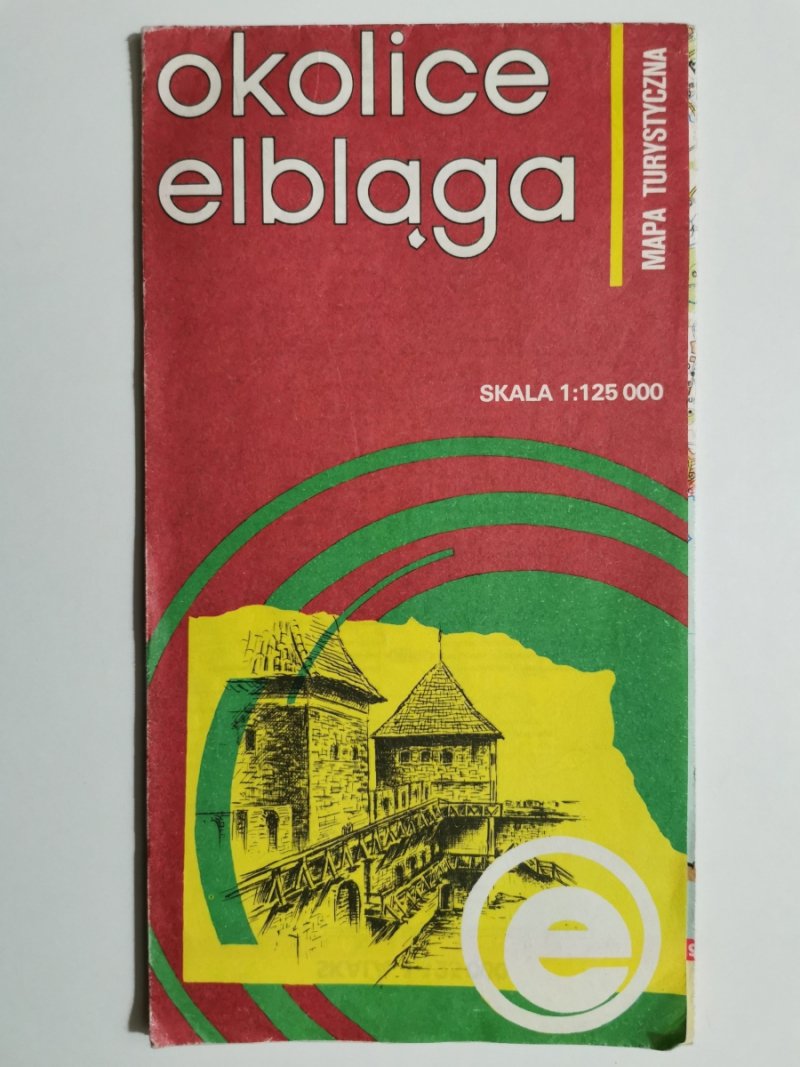 okolice
elbląga
MAPA TURYSTYCZNA
SKALA 1:125 000
e